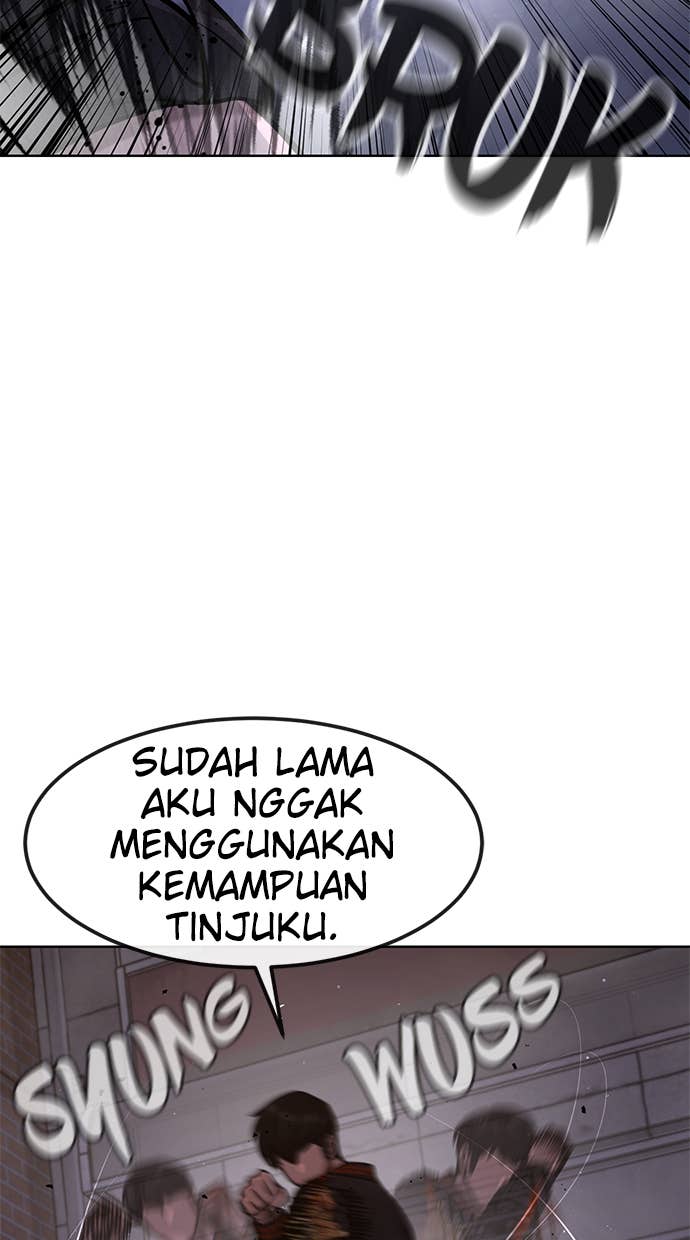 BRUK
SUDAH LAMA
AKU NGGAK
MENGGUNAKAN
KEMAMPUAN
TINJUKU.
SYUNG
WUSS